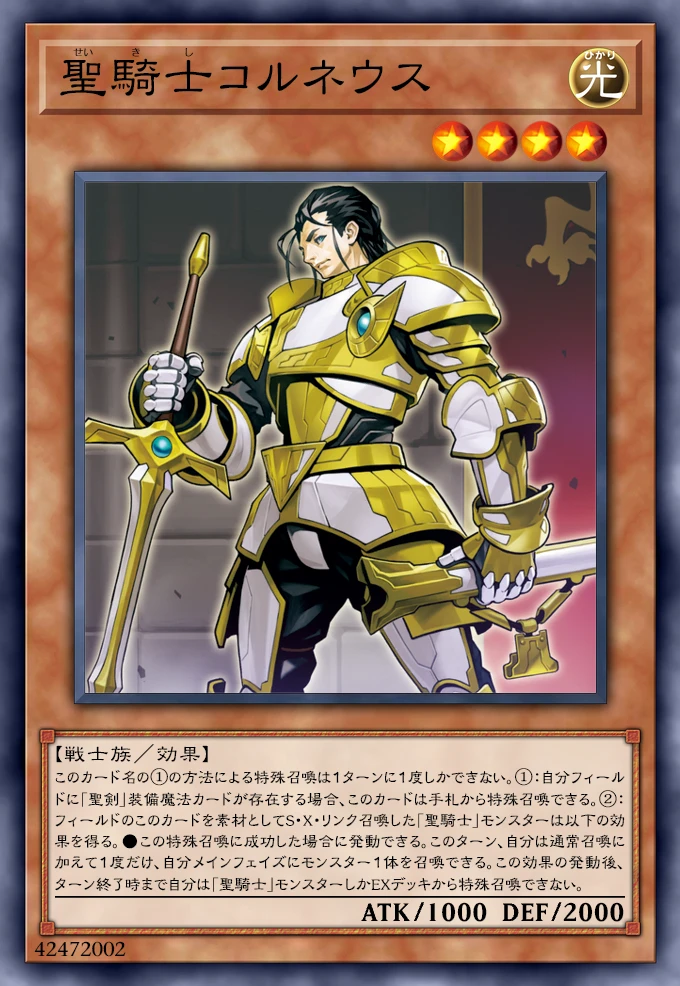 せいきし
聖騎士コルネウス
ひかり
光
【戦士族／効果】
このカード名の①の方法による特殊召喚は1ターンに1度しかできない。①：自分フィール
ドに「聖剣」装備魔法カードが存在する場合、このカードは手札から特殊召喚できる。②：
フィールドのこのカードを素材としてS・X・リンク召喚した「聖騎士」モンスターは以下の効
果を得る。●この特殊召喚に成功した場合に発動できる。このターン、自分は通常召喚に
加えて1度だけ、自分メインフェイズにモンスター1体を召喚できる。この効果の発動後、
ターン終了時まで自分は「聖騎士」モンスターしかEXデッキから特殊召喚できない。
ATK/1000 DEF/2000
42472002